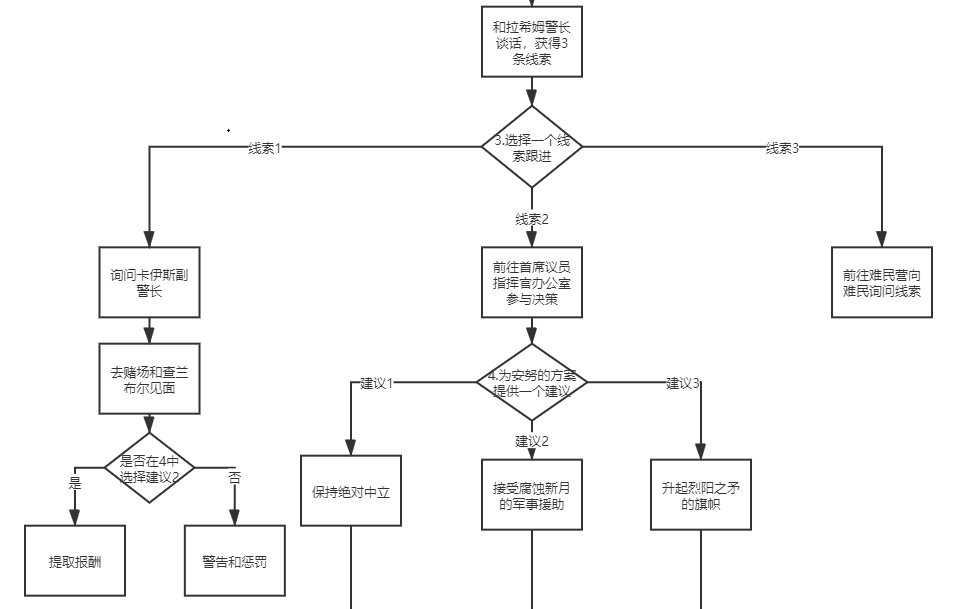 和拉希姆警长
谈话，获得3
条线索
3.选择一个线
索跟进
线索1
线索3
线索2
询问卡伊斯副
警长
前往首席议员
指挥官办公室
参与决策
前往难民营向
难民询问线索
去赌场和查兰
布尔见面
4.为安努的方案
提供一个建议
建议1
建议3
建议2
是否在4中
选择建议2
是
否
保持绝对中立
接受腐蚀新月
的军事援助
升起烈阳之矛
的旗帜
提取报酬
警告和惩罚